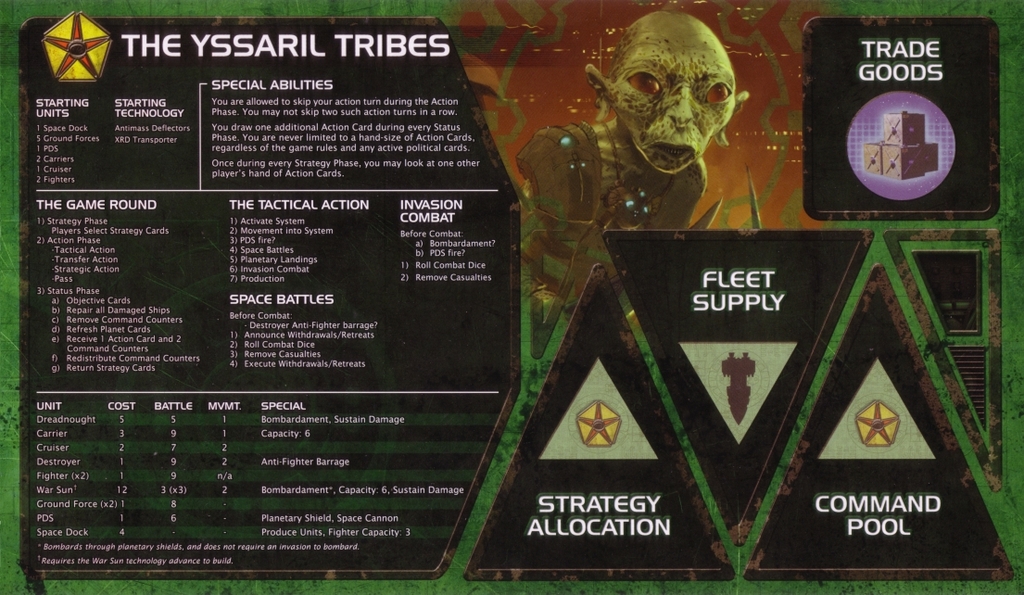 THE YSSARIL TRIBES
STARTING
UNITS
1 Space Dock
5 Ground Forces
1 PDS
2 Carriers
1 Cruiser
2 Fighters
STARTING
TECHNOLOGY
Antimass Deflectors
XRD Transporter
SPECIAL ABILITIES
You are allowed to skip your action turn during the Action
Phase. You may not skip two such action turns in a row.
You draw one additional Action Card during every Status
Phase. You are never limited to a hand-size of Action Cards,
regardless of the game rules and any active political cards.
Once during every Strategy Phase, you may look at one other
player's hand of Action Cards.
THE GAME ROUND
1) Strategy Phase
Players Select Strategy Cards
2) Action Phase
-Tactical Action
-Transfer Action
-Strategic Action
-Pass
3) Status Phase
a) Objective Cards
b) Repair all Damaged Ships
c) Remove Command Counters
d) Refresh Planet Cards
e) Receive 1 Action Card and 2
Command Counters
f) Redistribute Command Counters
g) Return Strategy Cards
THE TACTICAL ACTION
1) Activate System
2) Movement into System
3) PDS fire?
4) Space Battles
5) Planetary Landings
6) Invasion Combat
7) Production
SPACE BATTLES
Before Combat:
- Destroyer Anti-Fighter barrage?
1) Announce Withdrawals/Retreats
2) Roll Combat Dice
3) Remove Casualties
4) Execute Withdrawals/Retreats
INVASION
COMBAT
Before Combat:
a) Bombardment?
b) PDS fire?
1) Roll Combat Dice
2) Remove Casualties
UNIT COST BATTLE MVMT. SPECIAL
Dreadnought 5 5 1 Bombardament, Sustain Damage
Carrier 3 9 1 Capacity: 6
Cruiser 2 7 2
Destroyer 1 9 2 Anti-Fighter Barrage
Fighter (x2) 1 9 n/a
War Sun† 12 3 (x3) 2 Bombardament*, Capacity: 6, Sustain Damage
Ground Force (x2) 1 8 -
PDS 1 6 - Planetary Shield, Space Cannon
Space Dock 4 - - Produce Units, Fighter Capacity: 3
* Bombards through planetary shields, and does not require an invasion to bombard.
† Requires the War Sun technology advance to build.
TRADE
GOODS
FLEET
SUPPLY
STRATEGY
ALLOCATION
COMMAND
POOL